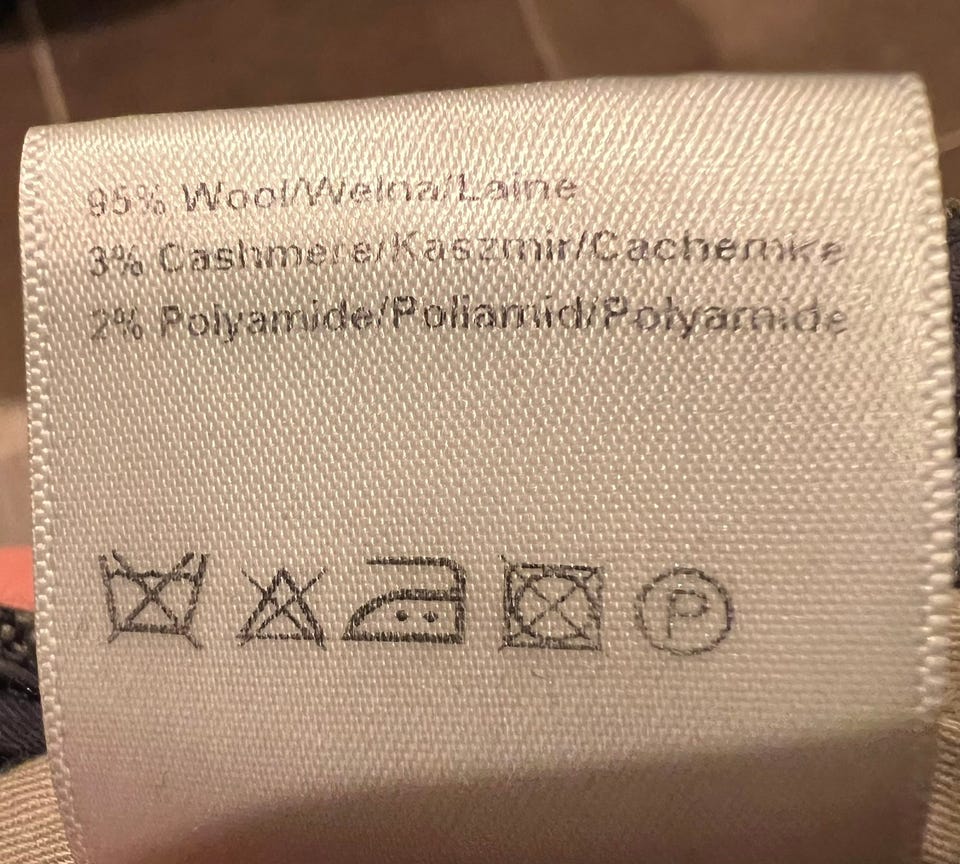 95% Wool/Wełna/Laine
3% Cashmere/Kaszmir/Cachemire
2% Polyamide/Poliamid/Polyamide
P